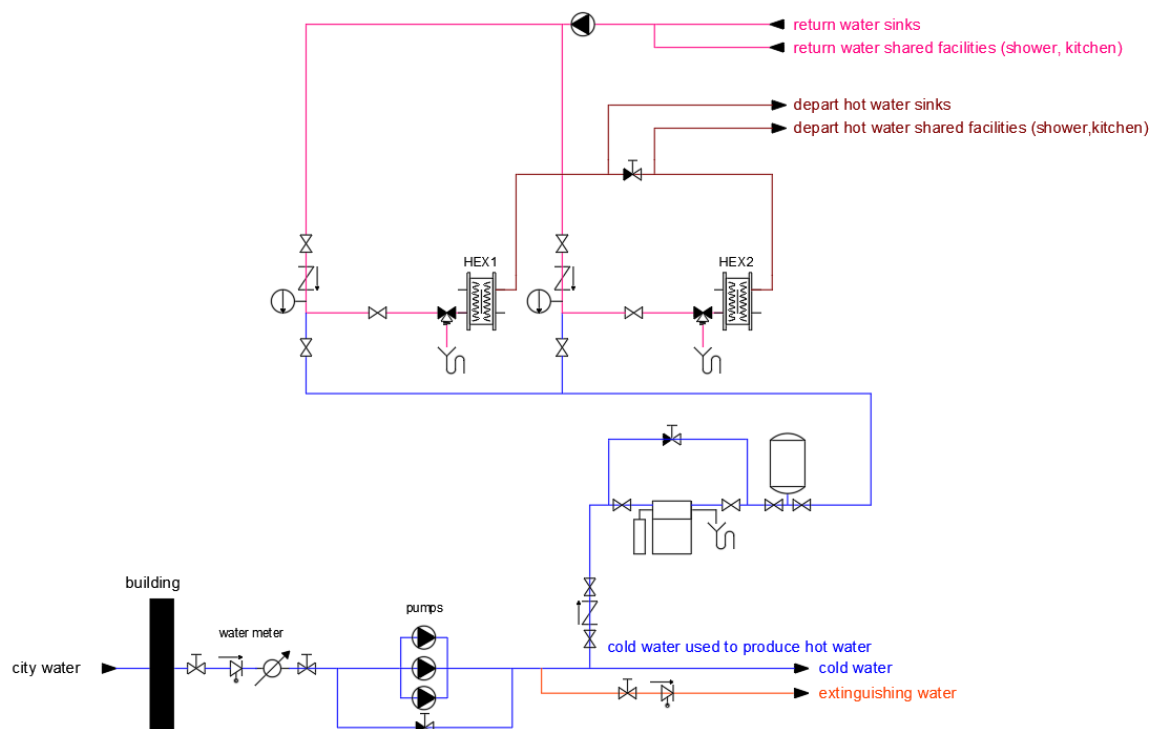 return water sinks
return water shared facilities (shower, kitchen)
depart hot water sinks
depart hot water shared facilities (shower,kitchen)
HEX1
HEX2
building
water meter
pumps
cold water used to produce hot water
city water
cold water
extinguishing water